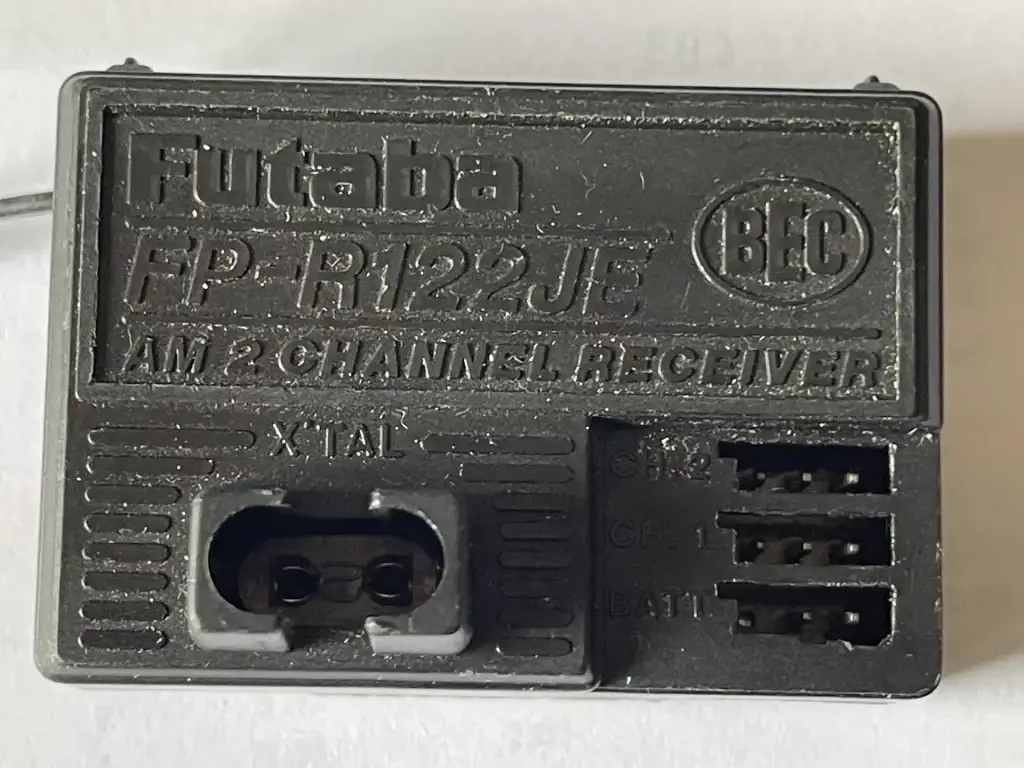 Futaba
FP-R122JE
BEC
AM 2 CHANNEL RECEIVER
X'TAL
CH. 2
CH. 1
BATT